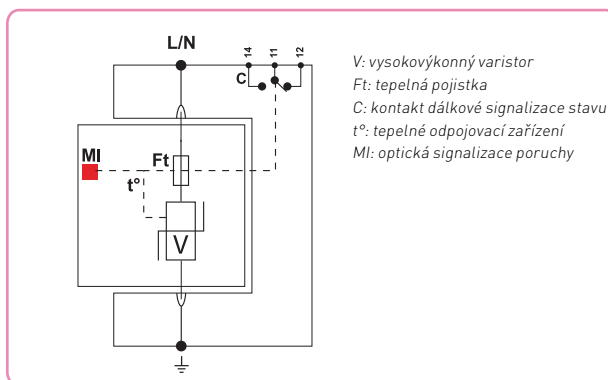 L/N
14
11
12
C
MI
Ft
t°
V
V: vysokovýkonný varistor
Ft: tepelná pojistka
C: kontakt dálkové signalizace stavu
t°: tepelné odpojovací zařízení
MI: optická signalizace poruchy